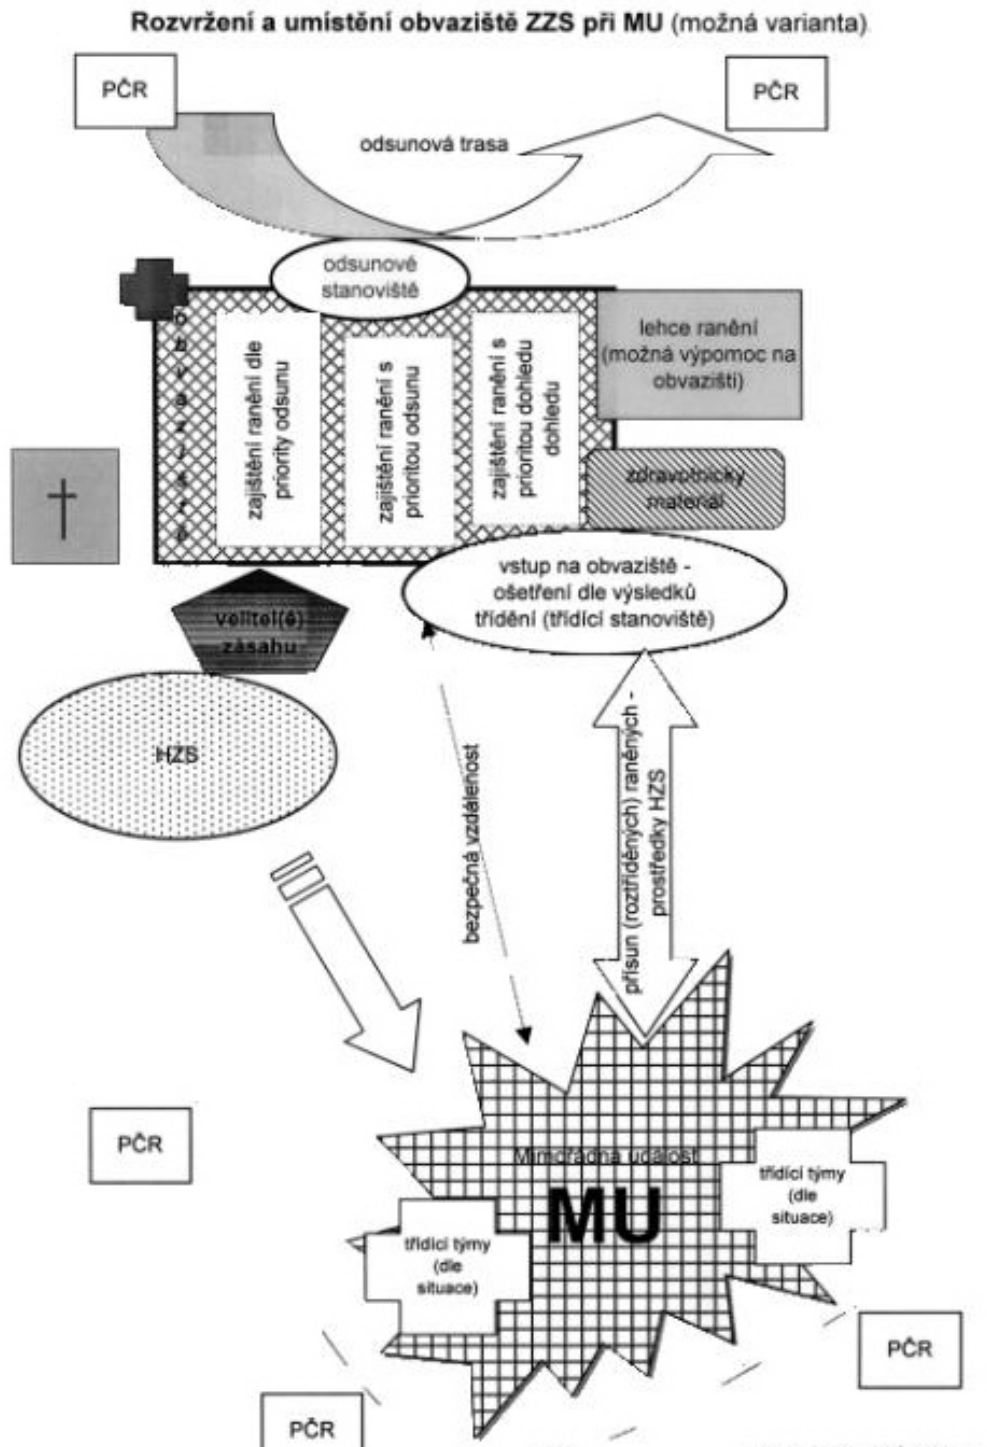 Rozvržení a umístění obvaziště ZZS při MU (možná varianta)
PČR
PČR
odsunová trasa
odsunové
stanoviště
obvaziště
zajištění ranění dle
priority odsunu
zajištění ranění s
prioritou odsunu
zajištění ranění s
prioritou dohledu
dohledu
lehce ranění
(možná výpomoc na
obvazišti)
zdravotnický
materiál
vstup na obvaziště -
ošetření dle výsledků
třídění (třídící stanoviště)
velitel(é)
zásahu
HZS
bezpečná vzdálenost
přísun (roztříděných) raněných -
prostředky HZS
PČR
Mimořádná událost
MU
třídící týmy
(dle
situace)
třídící týmy
(dle
situace)
PČR
PČR